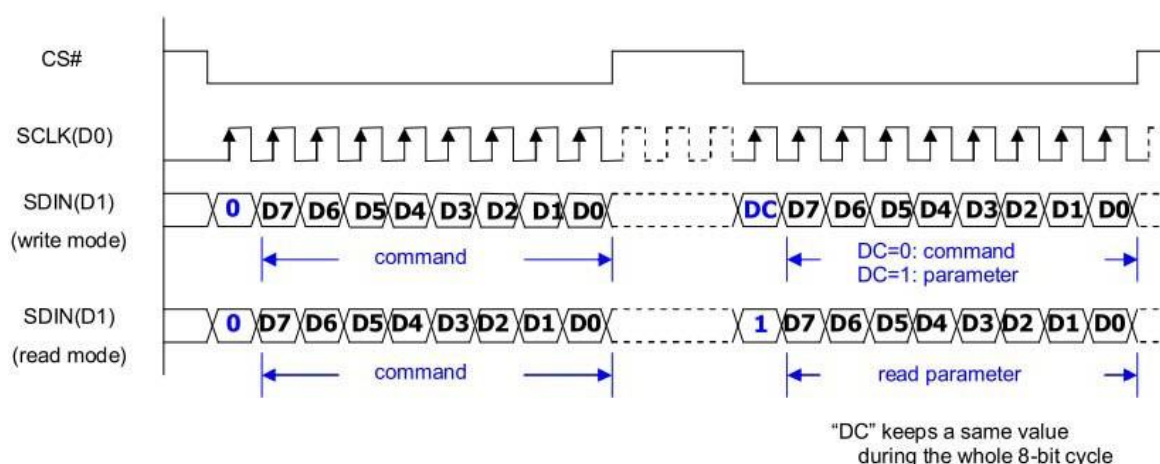 CS#
SCLK(D0)
SDIN(D1)
(write mode)
0 D7 D6 D5 D4 D3 D2 D1 D0
DC D7 D6 D5 D4 D3 D2 D1 D0
command
DC=0: command
DC=1: parameter
SDIN(D1)
(read mode)
0 D7 D6 D5 D4 D3 D2 D1 D0
1 D7 D6 D5 D4 D3 D2 D1 D0
command
read parameter
“DC” keeps a same value
during the whole 8-bit cycle